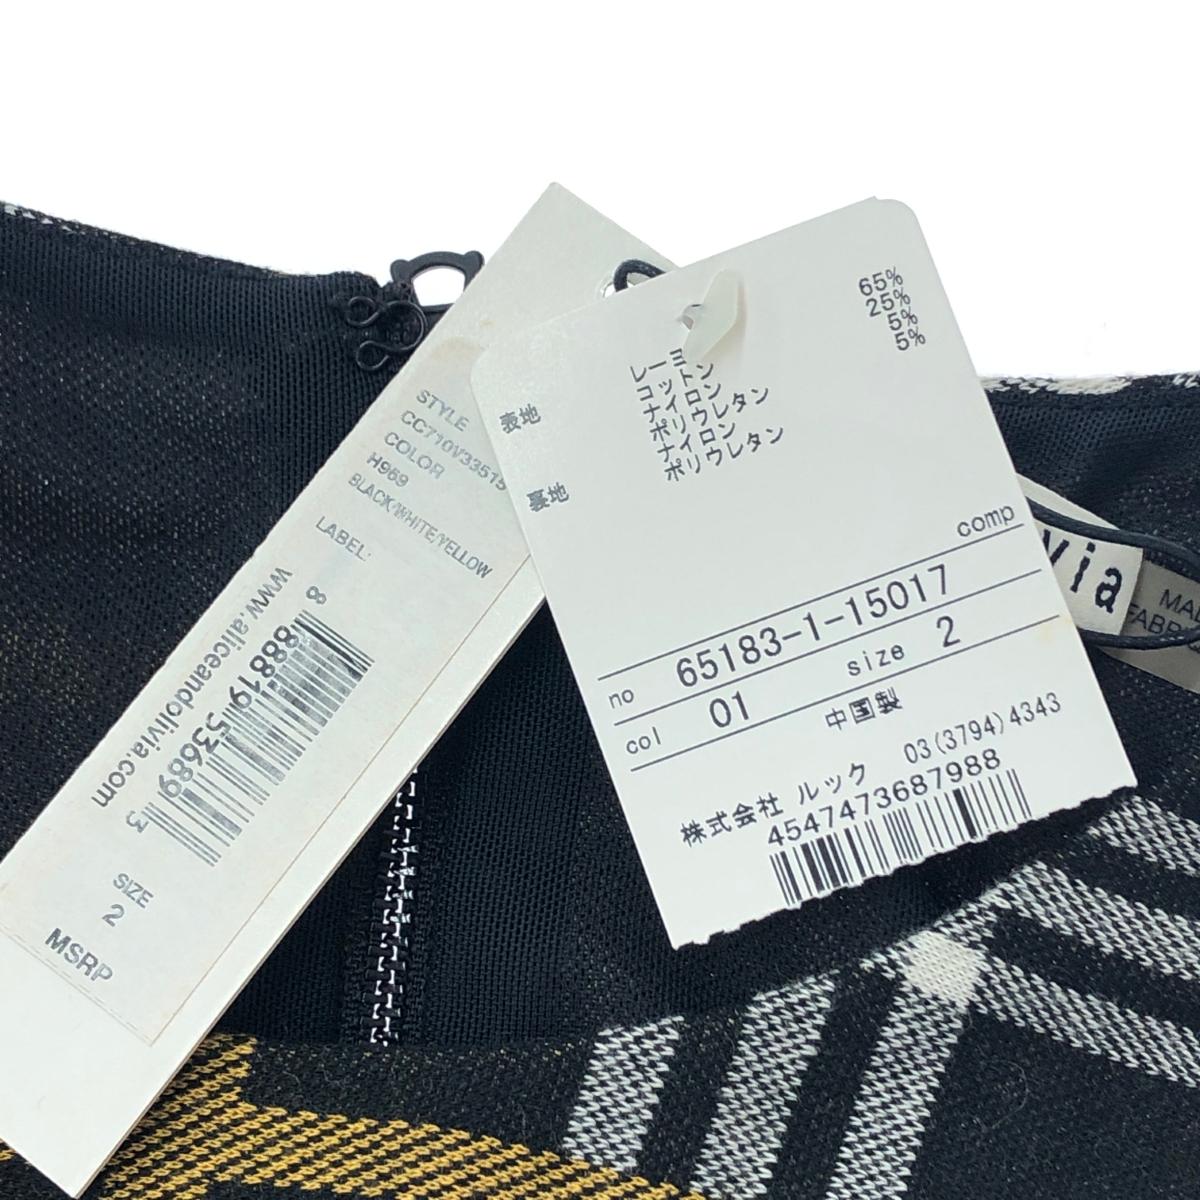 STYLE
CC710V33515
COLOR
H969
BLACK/WHITE/YELLOW
LABEL:
8 88819 53689 3
www.aliceandolivia.com
SIZE
2
MSRP
65%
25%
5%
5%
レーヨ
コットン
表地 ナイロン
ポリウレタン
ナイロン
裏地 ポリウレタン
comp
no 65183-1-15017
col 01 size 2
中国製
株式会社 ルック 03(3794)4343
4547473687988
via